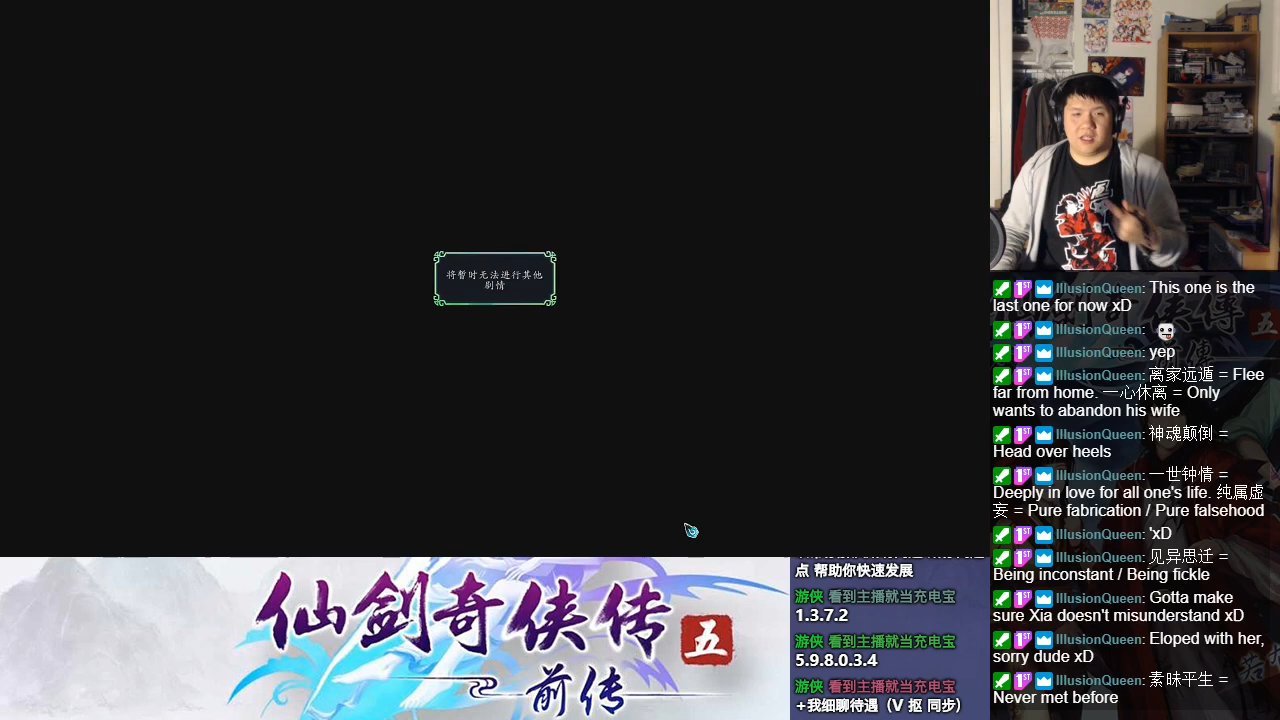 将暂时无法进行其他
剧情
IllusionQueen: This one is the
last one for now xD
IllusionQueen:
IllusionQueen: yep
IllusionQueen: 离家远遁 = Flee
far from home. 一心休离 = Only
wants to abandon his wife
IllusionQueen: 神魂颠倒 =
Head over heels
IllusionQueen: 一世钟情 =
Deeply in love for all one's life. 纯属虚
妄 = Pure fabrication / Pure falsehood
IllusionQueen: 'xD
IllusionQueen: 见异思迁 =
Being inconstant / Being fickle
IllusionQueen: Gotta make
sure Xia doesn't misunderstand xD
IllusionQueen: Eloped with her,
sorry dude xD
IllusionQueen: 素昧平生 =
Never met before
仙剑奇侠传
五
前传
点 帮助你快速发展
游侠 看到主播就当充电宝
1.3.7.2
游侠 看到主播就当充电宝
5.9.8.0.3.4
游侠 看到主播就当充电宝
+我细聊待遇（V 抠 同步）